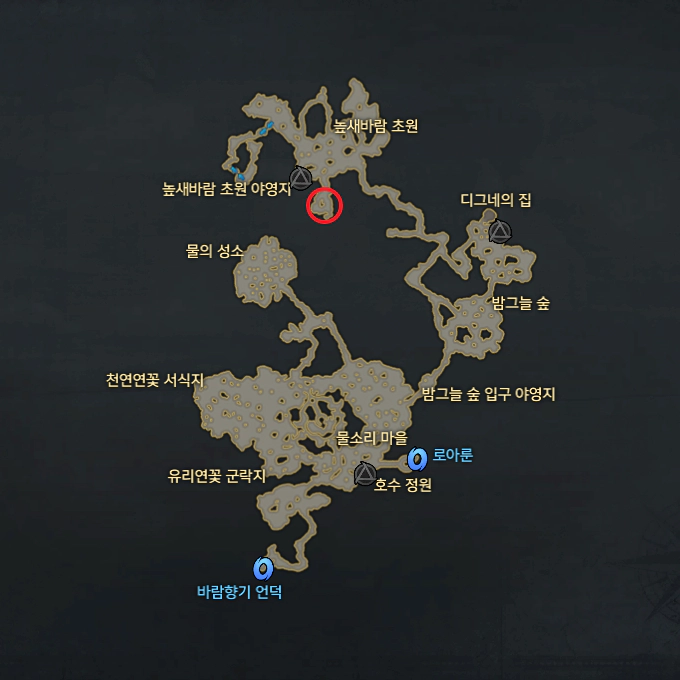 높새바람 초원
높새바람 초원 야영지
디그네의 집
물의 성소
밤그늘 숲
천연연꽃 서식지
밤그늘 숲 입구 야영지
물소리 마을
로아룬
유리연꽃 군락지
호수 정원
바람향기 언덕